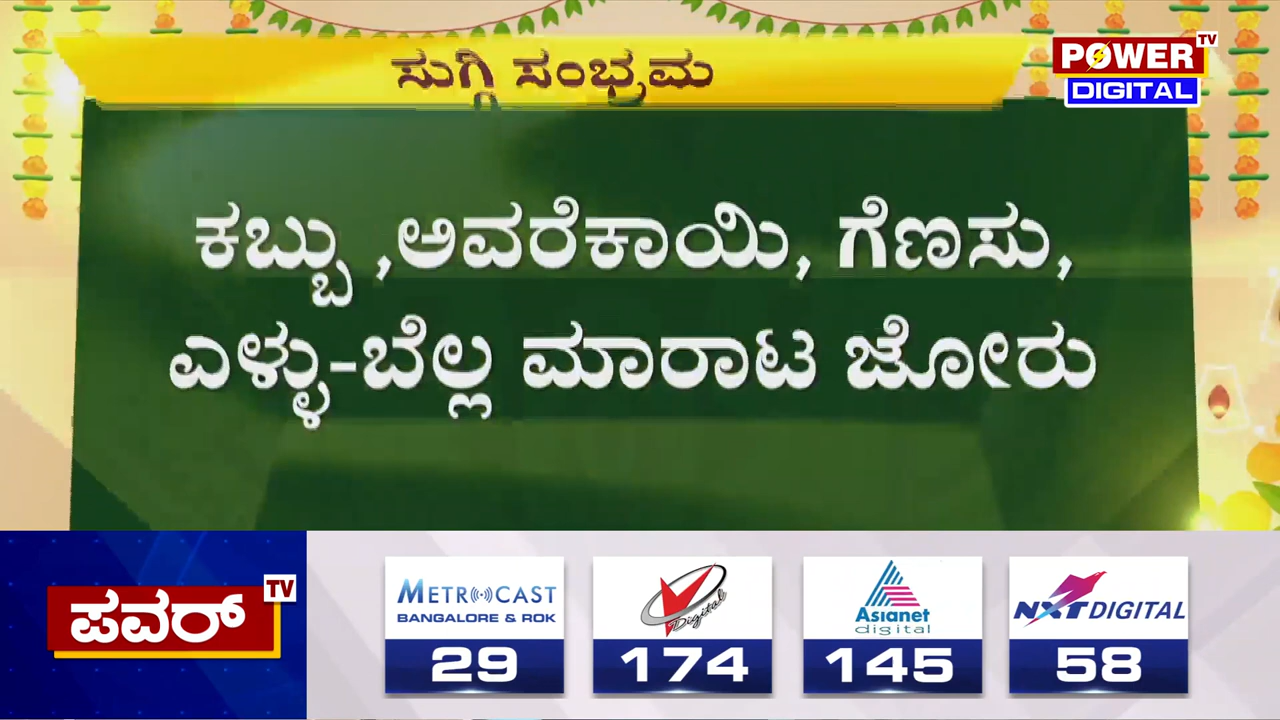 ಸುಗ್ಗಿ ಸಂಭ್ರಮ
POWER TV
DIGITAL
ಕಬ್ಬು ,ಅವರೆಕಾಯಿ, ಗೆಣಸು,
ಎಳ್ಳು-ಬೆಲ್ಲ ಮಾರಾಟ ಜೋರು
ಪವರ್ TV
METROCAST
BANGALORE & ROK
29
V Digital
174
Asianet
digital
145
NXTDIGITAL
58